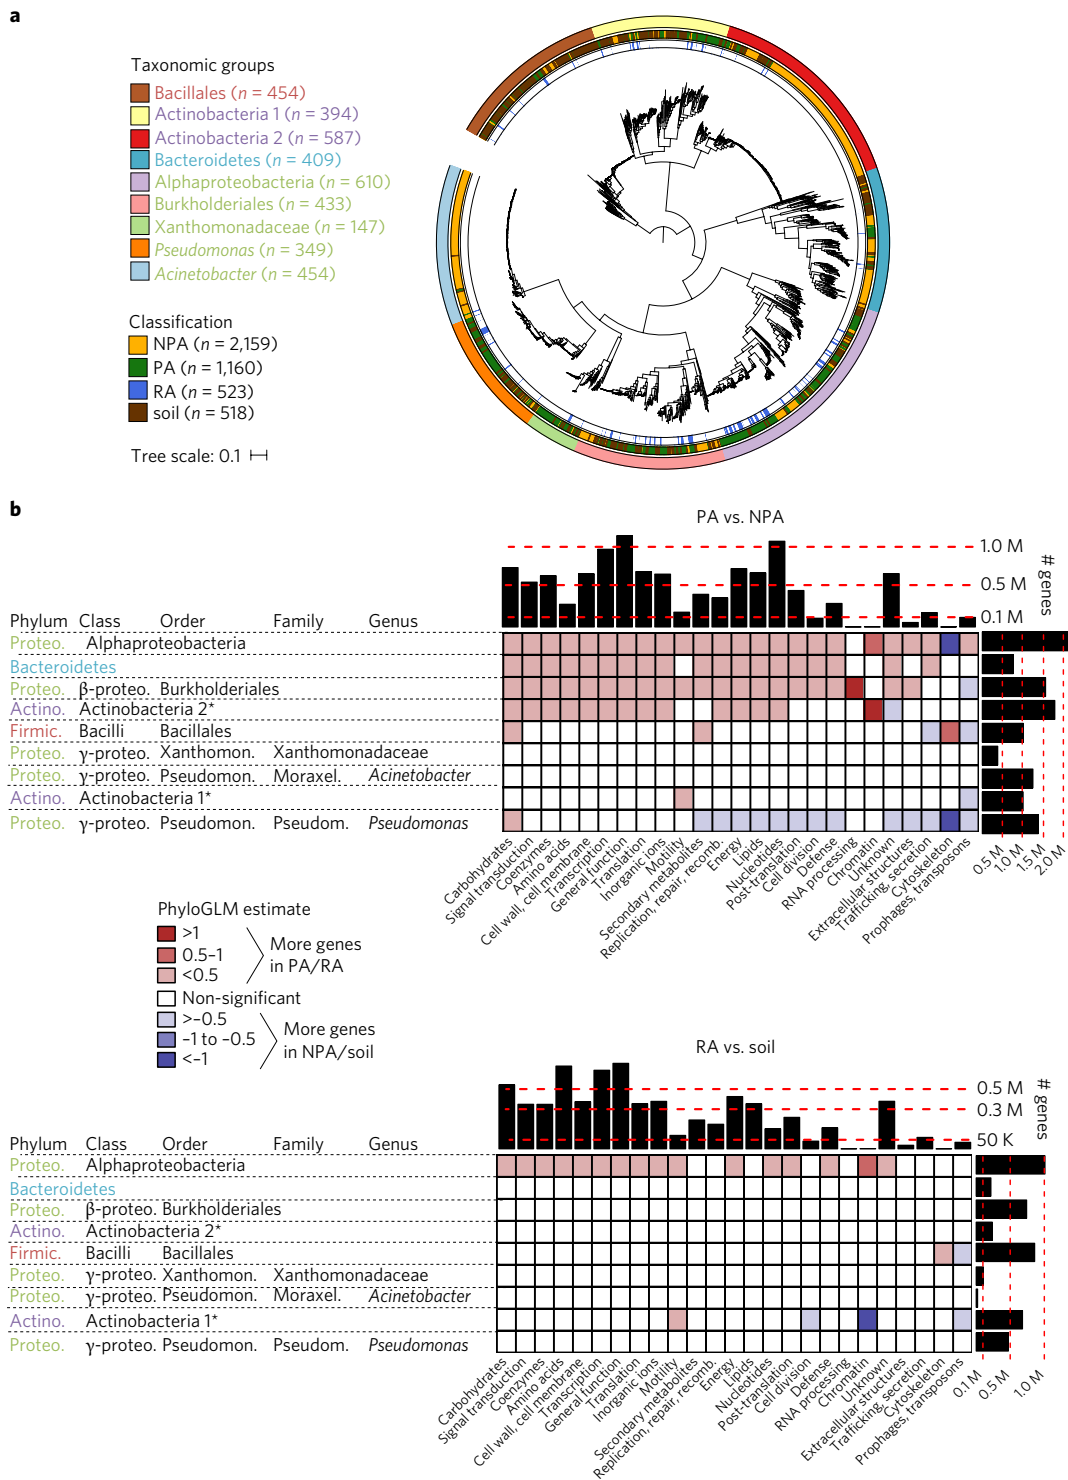 a
Taxonomic groups
Bacillales (n = 454)
Actinobacteria 1 (n = 394)
Actinobacteria 2 (n = 587)
Bacteroidetes (n = 409)
Alphaproteobacteria (n = 610)
Burkholderiales (n = 433)
Xanthomonadaceae (n = 147)
Pseudomonas (n = 349)
Acinetobacter (n = 454)
Classification
NPA (n = 2,159)
PA (n = 1,160)
RA (n = 523)
soil (n = 518)
Tree scale: 0.1
b
PA vs. NPA
1.0 M
0.5 M
0.1 M
# genes
Phylum Class Order Family Genus
Proteo. Alphaproteobacteria
Bacteroidetes
Proteo. β-proteo. Burkholderiales
Actino. Actinobacteria 2*
Firmic. Bacilli Bacillales
Proteo. γ-proteo. Xanthomon. Xanthomonadaceae
Proteo. γ-proteo. Pseudomon. Moraxel. Acinetobacter
Actino. Actinobacteria 1*
Proteo. γ-proteo. Pseudomon. Pseudom. Pseudomonas
Carbohydrates
Signal transduction
Coenzymes
Amino acids
Cell wall, cell membrane
Transcription
General function
Translation
Inorganic ions
Motility
Secondary metabolites
Replication, repair, recomb.
Energy
Lipids
Nucleotides
Post-translation
Cell division
Defense
RNA processing
Chromatin
Unknown
Extracellular structures
Trafficking, secretion
Cytoskeleton
Prophages, transposons
0.5 M
1.0 M
1.5 M
2.0 M
PhyloGLM estimate
>1
0.5–1
<0.5
More genes
in PA/RA
Non-significant
>–0.5
–1 to –0.5
<–1
More genes
in NPA/soil
RA vs. soil
0.5 M
0.3 M
50 K
# genes
Phylum Class Order Family Genus
Proteo. Alphaproteobacteria
Bacteroidetes
Proteo. β-proteo. Burkholderiales
Actino. Actinobacteria 2*
Firmic. Bacilli Bacillales
Proteo. γ-proteo. Xanthomon. Xanthomonadaceae
Proteo. γ-proteo. Pseudomon. Moraxel. Acinetobacter
Actino. Actinobacteria 1*
Proteo. γ-proteo. Pseudomon. Pseudom. Pseudomonas
Carbohydrates
Signal transduction
Coenzymes
Amino acids
Cell wall, cell membrane
Transcription
General function
Translation
Inorganic ions
Motility
Secondary metabolites
Replication, repair, recomb.
Energy
Lipids
Nucleotides
Post-translation
Cell division
Defense
RNA processing
Chromatin
Unknown
Extracellular structures
Trafficking, secretion
Cytoskeleton
Prophages, transposons
0.1 M
0.5 M
1.0 M